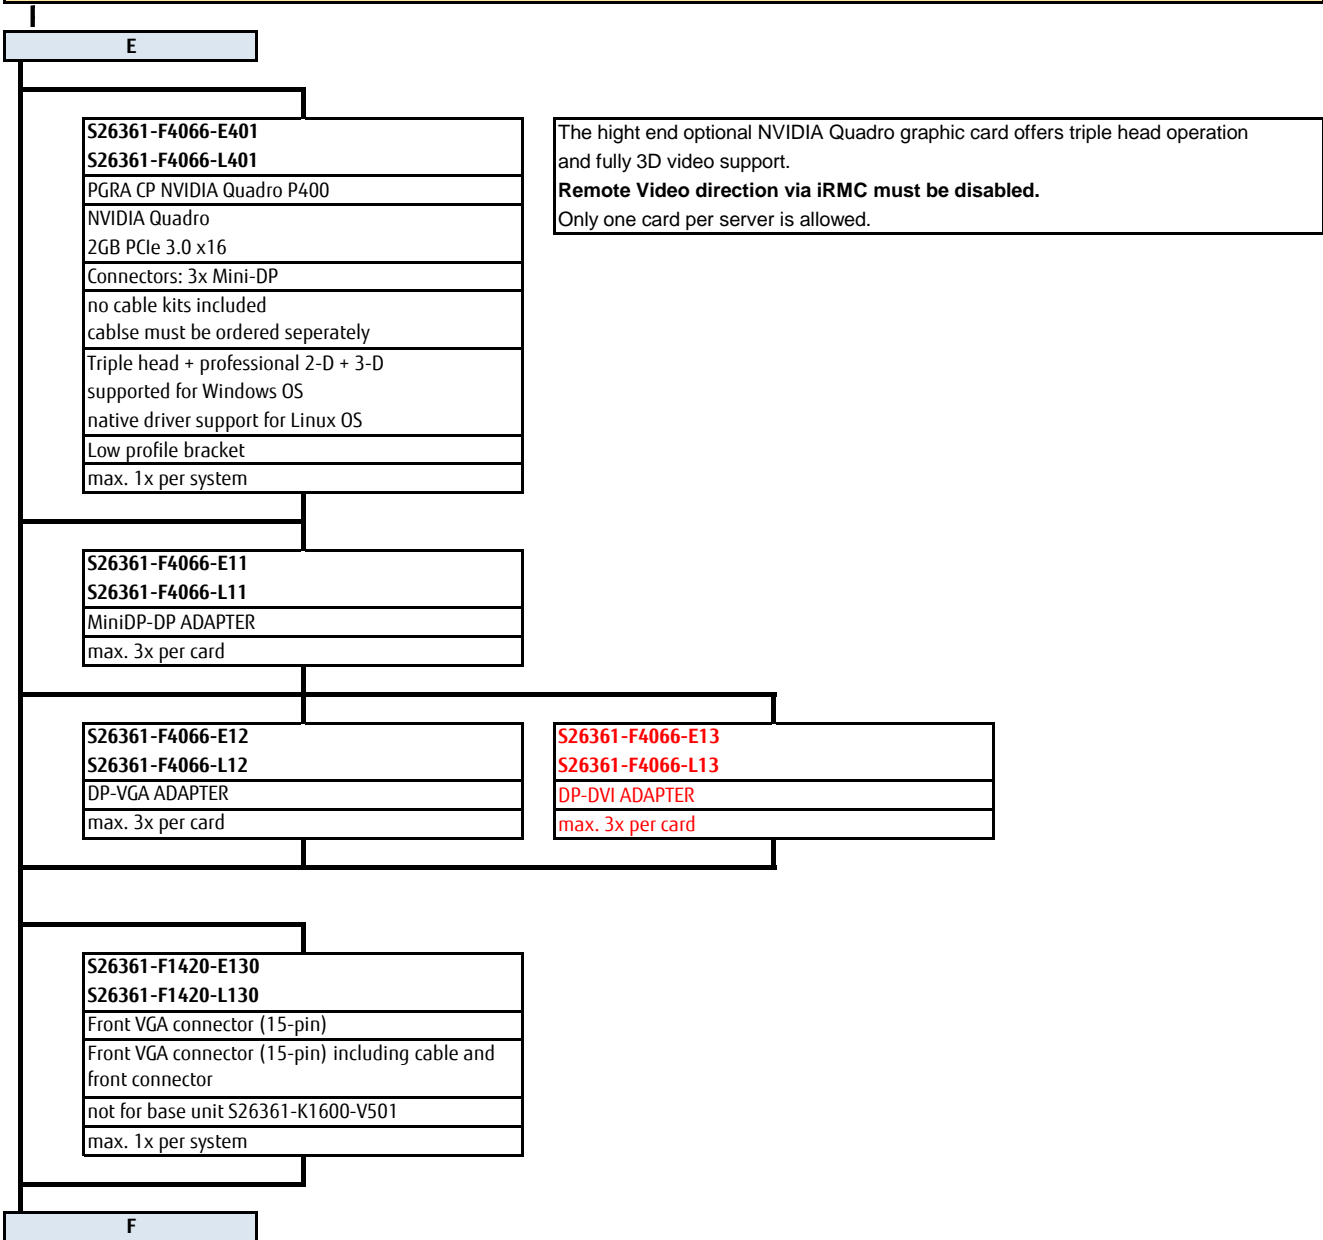 E
S26361-F4066-E401
S26361-F4066-L401
PGRA CP NVIDIA Quadro P400
NVIDIA Quadro
2GB PCIe 3.0 x16
Connectors: 3x Mini-DP
no cable kits included
cablse must be ordered seperately
Triple head + professional 2-D + 3-D
supported for Windows OS
native driver support for Linux OS
Low profile bracket
max. 1x per system
The hight end optional NVIDIA Quadro graphic card offers triple head operation
and fully 3D video support.
Remote Video direction via iRMC must be disabled.
Only one card per server is allowed.
S26361-F4066-E11
S26361-F4066-L11
MiniDP-DP ADAPTER
max. 3x per card
S26361-F4066-E12
S26361-F4066-L12
DP-VGA ADAPTER
max. 3x per card
S26361-F4066-E13
S26361-F4066-L13
DP-DVI ADAPTER
max. 3x per card
S26361-F1420-E130
S26361-F1420-L130
Front VGA connector (15-pin)
Front VGA connector (15-pin) including cable and
front connector
not for base unit S26361-K1600-V501
max. 1x per system
F